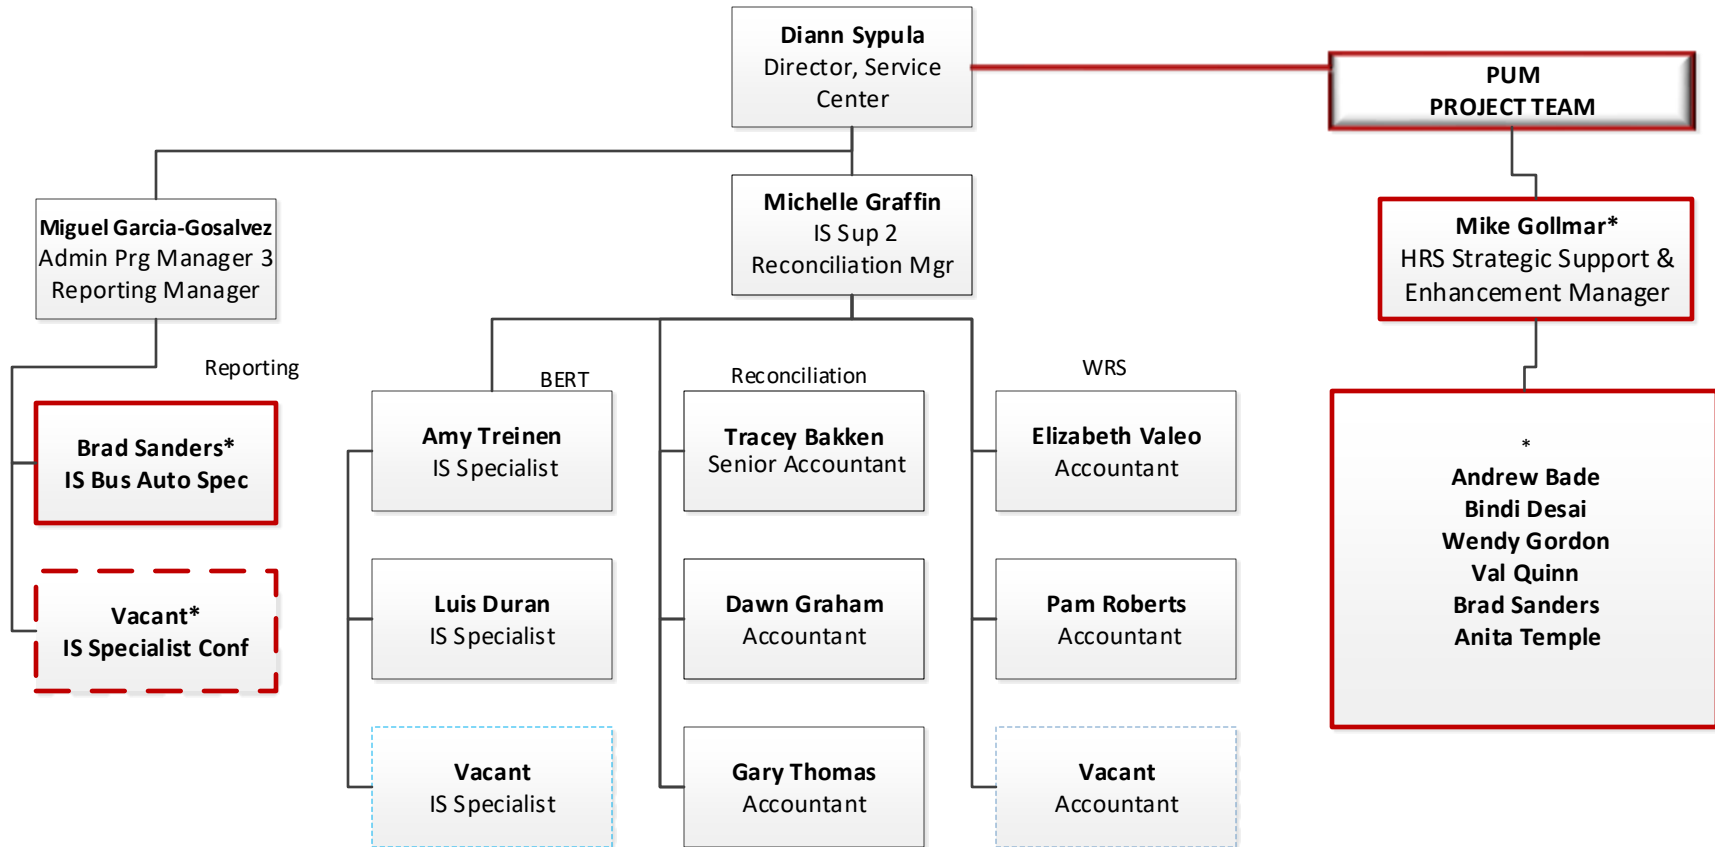 Diann Sypula
Director, Service
Center
PUM
PROJECT TEAM
Miguel Garcia-Gosalvez
Admin Prg Manager 3
Reporting Manager
Michelle Graffin
IS Sup 2
Reconciliation Mgr
Mike Gollmar*
HRS Strategic Support &
Enhancement Manager
Reporting
BERT
Reconciliation
WRS
Brad Sanders*
IS Bus Auto Spec
Amy Treinen
IS Specialist
Tracey Bakken
Senior Accountant
Elizabeth Valeo
Accountant
*
Andrew Bade
Bindi Desai
Wendy Gordon
Val Quinn
Brad Sanders
Anita Temple
Vacant*
IS Specialist Conf
Luis Duran
IS Specialist
Dawn Graham
Accountant
Pam Roberts
Accountant
Vacant
IS Specialist
Gary Thomas
Accountant
Vacant
Accountant